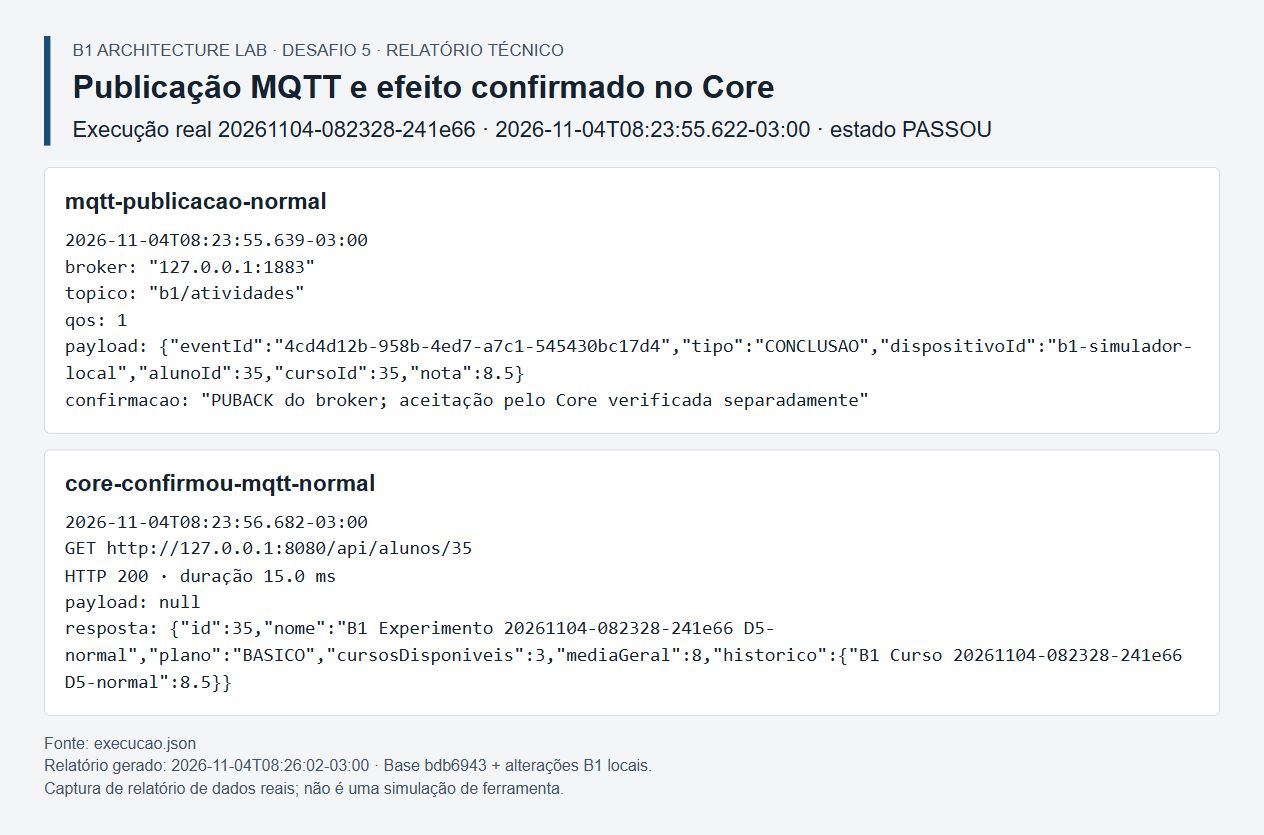 B1 ARCHITECTURE LAB · DESAFIO 5 · RELATÓRIO TÉCNICO
Publicação MQTT e efeito confirmado no Core
Execução real 20261104-082328-241e66 · 2026-11-04T08:23:55.622-03:00 · estado PASSOU
mqtt-publicacao-normal
2026-11-04T08:23:55.639-03:00
broker: "127.0.0.1:1883"
topico: "b1/atividades"
qos: 1
payload: {"eventId":"4cd4d12b-958b-4ed7-a7c1-545430bc17d4","tipo":"CONCLUSAO","dispositivoId":"b1-simulador-
local","alunoId":35,"cursoId":35,"nota":8.5}
confirmacao: "PUBACK do broker; aceitação pelo Core verificada separadamente"
core-confirmou-mqtt-normal
2026-11-04T08:23:56.682-03:00
GET http://127.0.0.1:8080/api/alunos/35
HTTP 200 · duração 15.0 ms
payload: null
resposta: {"id":35,"nome":"B1 Experimento 20261104-082328-241e66 D5-
normal","plano":"BASICO","cursosDisponiveis":3,"mediaGeral":8,"historico":{"B1 Curso 20261104-082328-241e66
D5-normal":8.5}}
Fonte: execucao.json
Relatório gerado: 2026-11-04T08:26:02-03:00 · Base bdb6943 + alterações B1 locais.
Captura de relatório de dados reais; não é uma simulação de ferramenta.